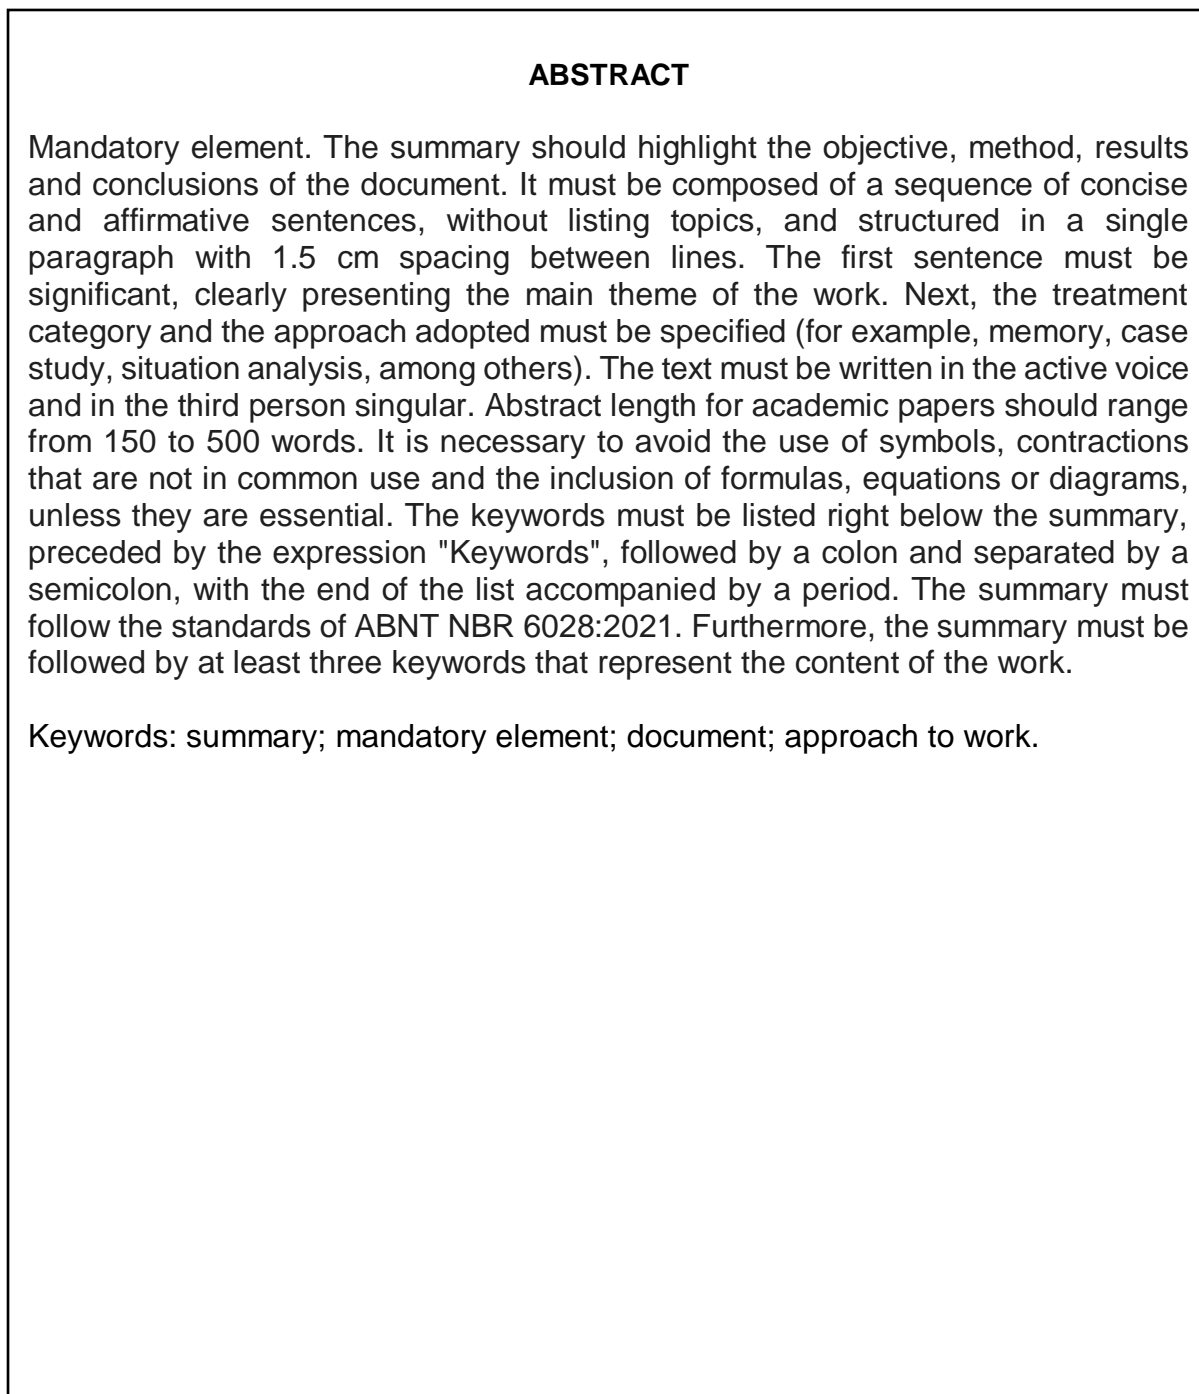 ABSTRACT
Mandatory element. The summary should highlight the objective, method, results
and conclusions of the document. It must be composed of a sequence of concise
and affirmative sentences, without listing topics, and structured in a single
paragraph with 1.5 cm spacing between lines. The first sentence must be
significant, clearly presenting the main theme of the work. Next, the treatment
category and the approach adopted must be specified (for example, memory, case
study, situation analysis, among others). The text must be written in the active voice
and in the third person singular. Abstract length for academic papers should range
from 150 to 500 words. It is necessary to avoid the use of symbols, contractions
that are not in common use and the inclusion of formulas, equations or diagrams,
unless they are essential. The keywords must be listed right below the summary,
preceded by the expression "Keywords", followed by a colon and separated by a
semicolon, with the end of the list accompanied by a period. The summary must
follow the standards of ABNT NBR 6028:2021. Furthermore, the summary must be
followed by at least three keywords that represent the content of the work.
Keywords: summary; mandatory element; document; approach to work.